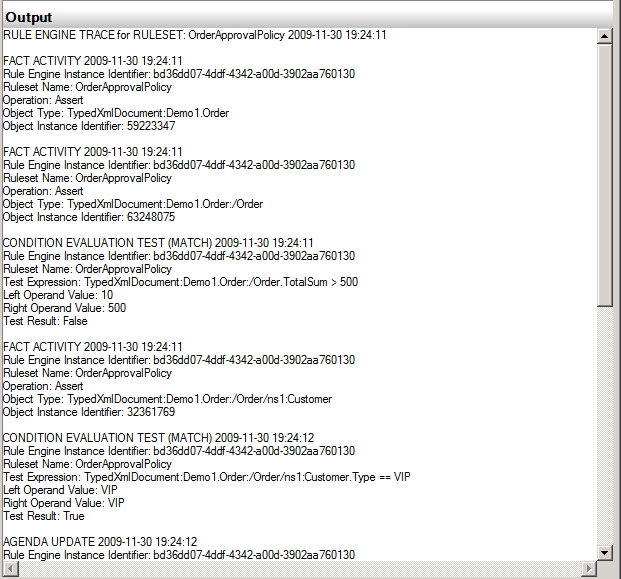 Output
RULE ENGINE TRACE for RULESET: OrderApprovalPolicy 2009-11-30 19:24:11
FACT ACTIVITY 2009-11-30 19:24:11
Rule Engine Instance Identifier: bd36dd07-4ddf-4342-a00d-3902aa760130
Ruleset Name: OrderApprovalPolicy
Operation: Assert
Object Type: TypedXmlDocument:Demo1.Order
Object Instance Identifier: 59223347
FACT ACTIVITY 2009-11-30 19:24:11
Rule Engine Instance Identifier: bd36dd07-4ddf-4342-a00d-3902aa760130
Ruleset Name: OrderApprovalPolicy
Operation: Assert
Object Type: TypedXmlDocument:Demo1.Order:/Order
Object Instance Identifier: 63248075
CONDITION EVALUATION TEST (MATCH) 2009-11-30 19:24:11
Rule Engine Instance Identifier: bd36dd07-4ddf-4342-a00d-3902aa760130
Ruleset Name: OrderApprovalPolicy
Test Expression: TypedXmlDocument:Demo1.Order:/Order.TotalSum > 500
Left Operand Value: 10
Right Operand Value: 500
Test Result: False
FACT ACTIVITY 2009-11-30 19:24:11
Rule Engine Instance Identifier: bd36dd07-4ddf-4342-a00d-3902aa760130
Ruleset Name: OrderApprovalPolicy
Operation: Assert
Object Type: TypedXmlDocument:Demo1.Order:/Order/ns1:Customer
Object Instance Identifier: 32361769
CONDITION EVALUATION TEST (MATCH) 2009-11-30 19:24:12
Rule Engine Instance Identifier: bd36dd07-4ddf-4342-a00d-3902aa760130
Ruleset Name: OrderApprovalPolicy
Test Expression: TypedXmlDocument:Demo1.Order:/Order/ns1:Customer.Type == VIP
Left Operand Value: VIP
Right Operand Value: VIP
Test Result: True
AGENDA UPDATE 2009-11-30 19:24:12
Rule Engine Instance Identifier: bd36dd07-4ddf-4342-a00d-3902aa760130